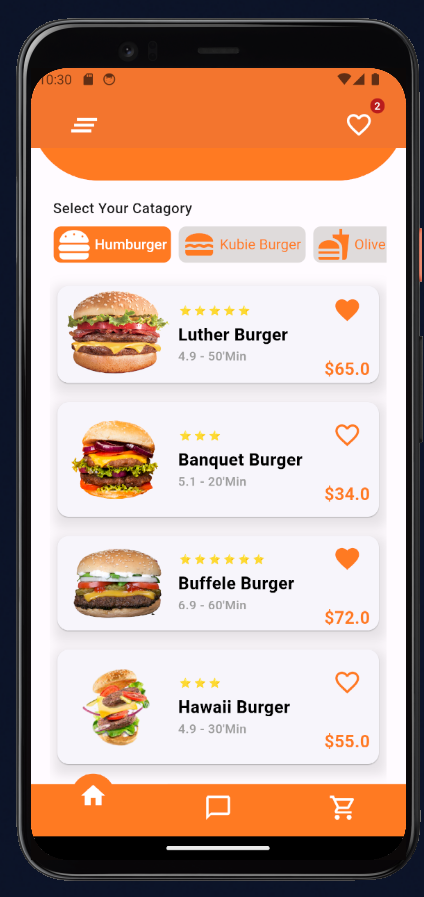 10:30
2
Select Your Catagory
Humburger
Kubie Burger
Olive
Luther Burger
4.9 - 50'Min
$65.0
Banquet Burger
5.1 - 20'Min
$34.0
Buffele Burger
6.9 - 60'Min
$72.0
Hawaii Burger
4.9 - 30'Min
$55.0